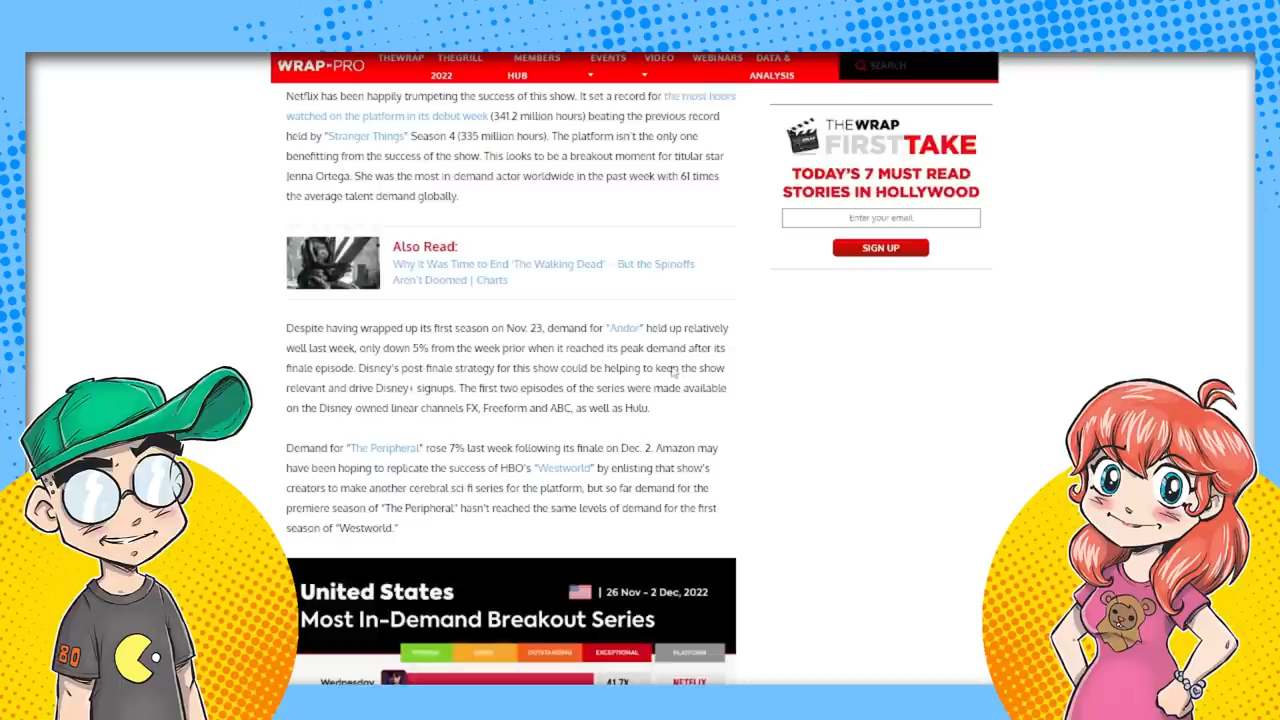 WRAP-PRO
THEWRAP THEGRILL MEMBERS EVENTS VIDEO WEBINARS DATA &
2022 HUB ANALYSIS
SEARCH
Netflix has been happily trumpeting the success of this show. It set a record for the most hours
watched on the platform in its debut week (341.2 million hours) beating the previous record
held by "Stranger Things" Season 4 (335 million hours). The platform isn't the only one
benefitting from the success of the show. This looks to be a breakout moment for titular star
Jenna Ortega. She was the most in-demand actor worldwide in the past week with 61 times
the average talent demand globally.
Also Read:
Why It Was Time to End 'The Walking Dead' – But the Spinoffs
Aren't Doomed | Charts
Despite having wrapped up its first season on Nov. 23, demand for "Andor" held up relatively
well last week, only down 5% from the week prior when it reached its peak demand after its
finale episode. Disney's post-finale strategy for this show could be helping to keep the show
relevant and drive Disney+ signups. The first two episodes of the series were made available
on the Disney owned linear channels FX, Freeform and ABC, as well as Hulu.
Demand for "The Peripheral" rose 7% last week following its finale on Dec. 2. Amazon may
have been hoping to replicate the success of HBO's "Westworld" by enlisting that show's
creators to make another cerebral sci fi series for the platform, but so far demand for the
premiere season of "The Peripheral" hasn't reached the same levels of demand for the first
season of "Westworld."
United States
26 Nov - 2 Dec, 2022
Most In-Demand Breakout Series
OUTSTANDING EXCEPTIONAL PLATFORM
Wednesday 41.7X NETFLIX
THEWRAP
FIRST TAKE
TODAY'S 7 MUST READ
STORIES IN HOLLYWOOD
Enter your email
SIGN UP
80